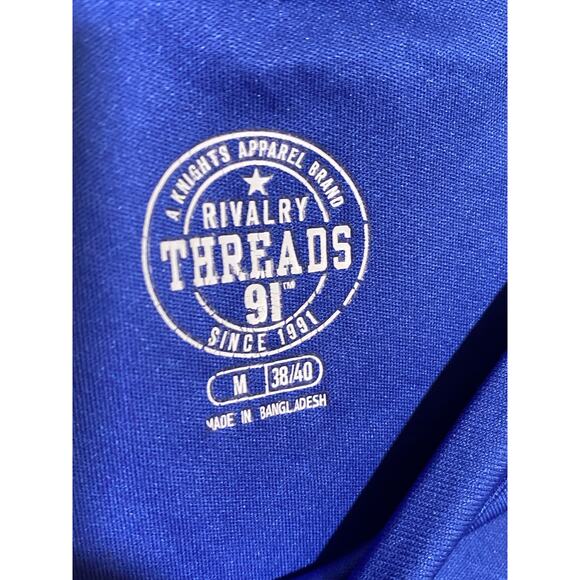 A KNIGHTS APPAREL BRAND
RIVALRY
THREADS
91™
SINCE 1991
M 38/40
MADE IN BANGLADESH